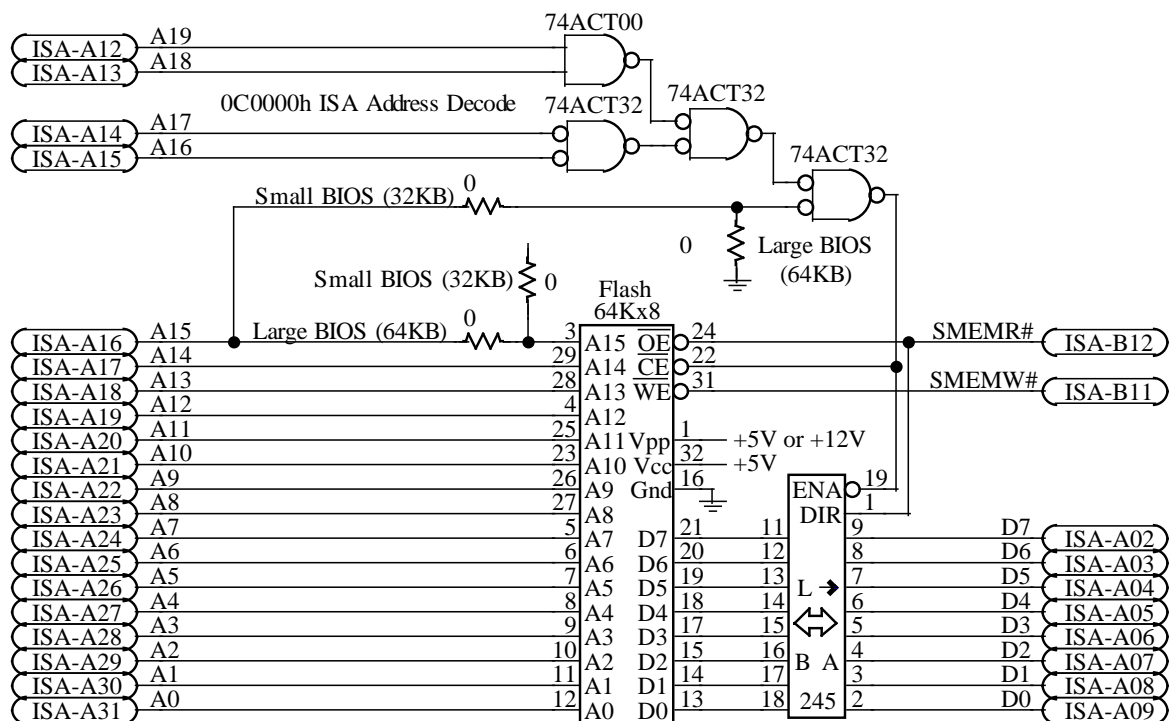 74ACT00
ISA-A12 A19
ISA-A13 A18
0C0000h ISA Address Decode 74ACT32 74ACT32
ISA-A14 A17
ISA-A15 A16
74ACT32
Small BIOS (32KB) 0
0 Large BIOS
(64KB)
Small BIOS (32KB) 0
Flash
64Kx8
ISA-A16 A15 Large BIOS (64KB) 0 3 A15 OE 24 SMEMR# ISA-B12
ISA-A17 A14 29 A14 CE 22
ISA-A18 A13 28 A13 WE 31 SMEMW# ISA-B11
ISA-A19 A12 4 A12
ISA-A20 A11 25 A11 Vpp 1 +5V or +12V
ISA-A21 A10 23 A10 Vcc 32 +5V
ISA-A22 A9 26 A9 Gnd 16 ENA 19
ISA-A23 A8 27 A8 DIR 1
ISA-A24 A7 5 A7 D7 21 11 9 D7 ISA-A02
ISA-A25 A6 6 A6 D6 20 12 8 D6 ISA-A03
ISA-A26 A5 7 A5 D5 19 13 L 7 D5 ISA-A04
ISA-A27 A4 8 A4 D4 18 14 6 D4 ISA-A05
ISA-A28 A3 9 A3 D3 17 15 5 D3 ISA-A06
ISA-A29 A2 10 A2 D2 15 16 B A 4 D2 ISA-A07
ISA-A30 A1 11 A1 D1 14 17 3 D1 ISA-A08
ISA-A31 A0 12 A0 D0 13 18 245 2 D0 ISA-A09